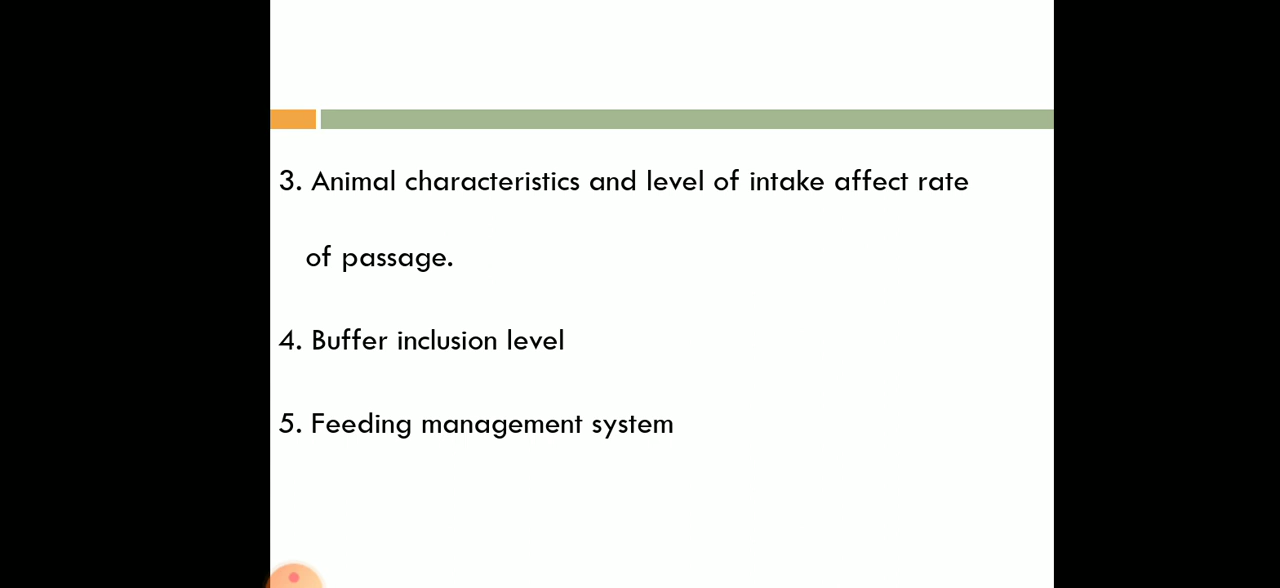 3. Animal characteristics and level of intake affect rate
of passage.
4. Buffer inclusion level
5. Feeding management system